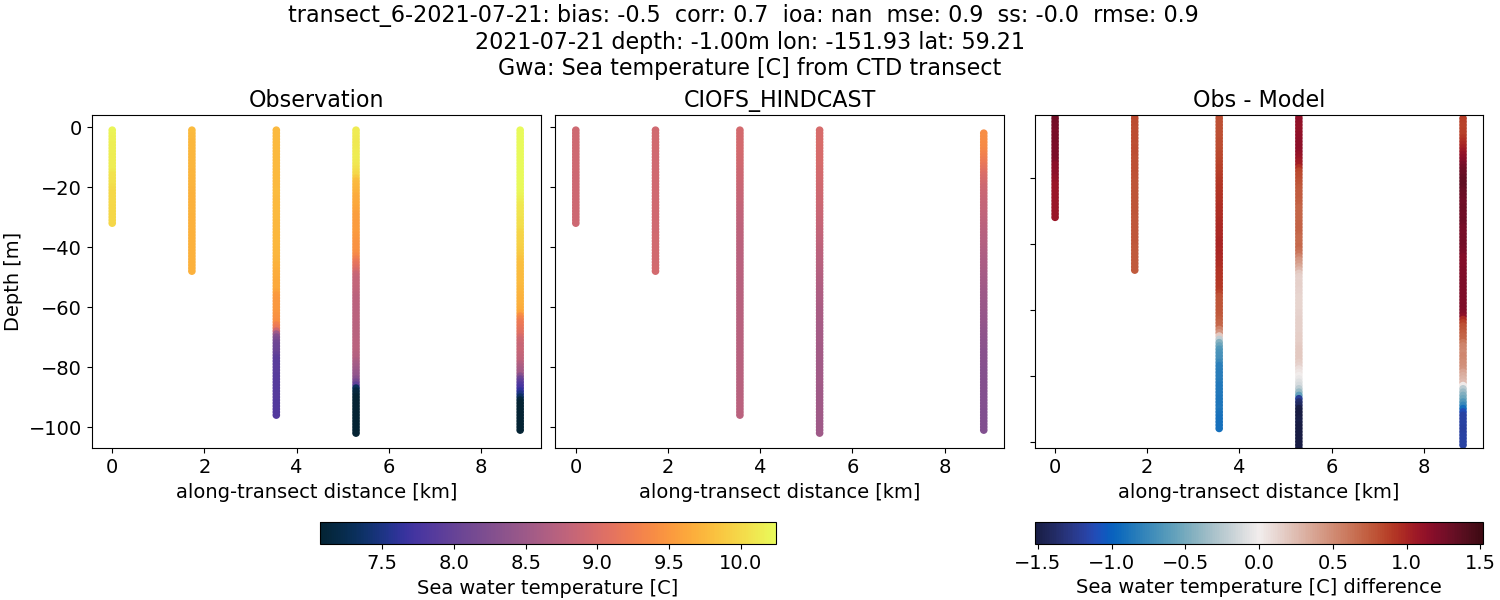 transect_6-2021-07-21: bias: -0.5  corr: 0.7  ioa: nan  mse: 0.9  ss: -0.0  rmse: 0.9
2021-07-21 depth: -1.00m lon: -151.93 lat: 59.21
Gwa: Sea temperature [C] from CTD transect
Observation
CIOFS_HINDCAST
Obs - Model
Depth [m]
0
−20
−40
−60
−80
−100
0 2 4 6 8
0 2 4 6 8
0 2 4 6 8
along-transect distance [km]
along-transect distance [km]
along-transect distance [km]
7.5 8.0 8.5 9.0 9.5 10.0
Sea water temperature [C]
−1.5 −1.0 −0.5 0.0 0.5 1.0 1.5
Sea water temperature [C] difference